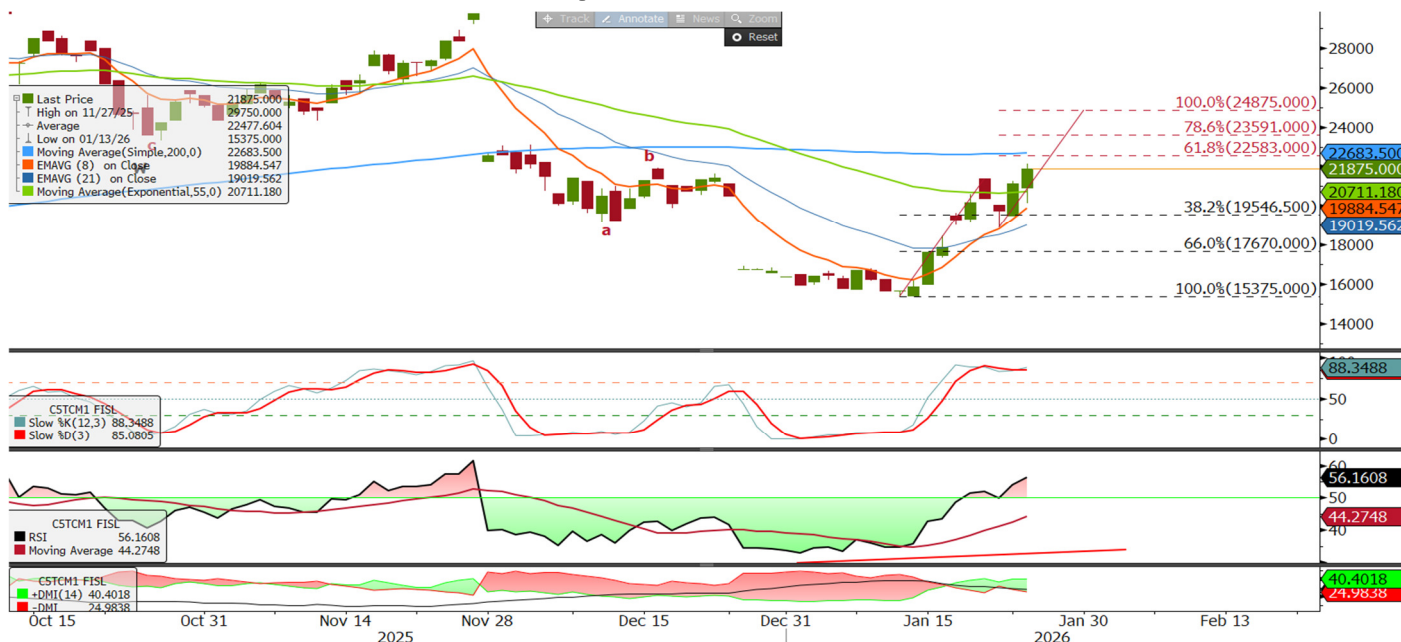 Track Annotate News Zoom
Reset
28000
26000
24000
18000
16000
14000
100.0%(24875.000)
78.6%(23591.000)
61.8%(22583.000)
38.2%(19546.500)
66.0%(17670.000)
100.0%(15375.000)
22683.500
21875.000
20711.180
19884.547
19019.562
Last Price 21875.000
High on 11/27/25 29750.000
Average 22477.604
Low on 01/13/26 15375.000
Moving Average(Simple,200,0) 22683.500
EMAVG (8) on Close 19884.547
EMAVG (21) on Close 19019.562
Moving Average(Exponential,55,0) 20711.180
c
w
a
b
88.3488
50
0
C5TCM1 FISL
Slow %K(12,3) 88.3488
Slow %D(3) 85.0805
60
56.1608
50
44.2748
40
C5TCM1 FISL
RSI 56.1608
Moving Average 44.2748
C5TCM1 FISL
+DMI(14) 40.4018
-DMI 24.9838
40.4018
24.9838
Oct 15 Oct 31 Nov 14 Nov 28 Dec 15 Dec 31 Jan 15 Jan 30 Feb 13
2025 2026